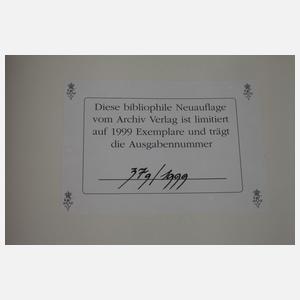 Diese bibliophile Neuauflage
vom Archiv Verlag ist limitiert
auf 1999 Exemplare und trägt
die Ausgabennummer
379/1999